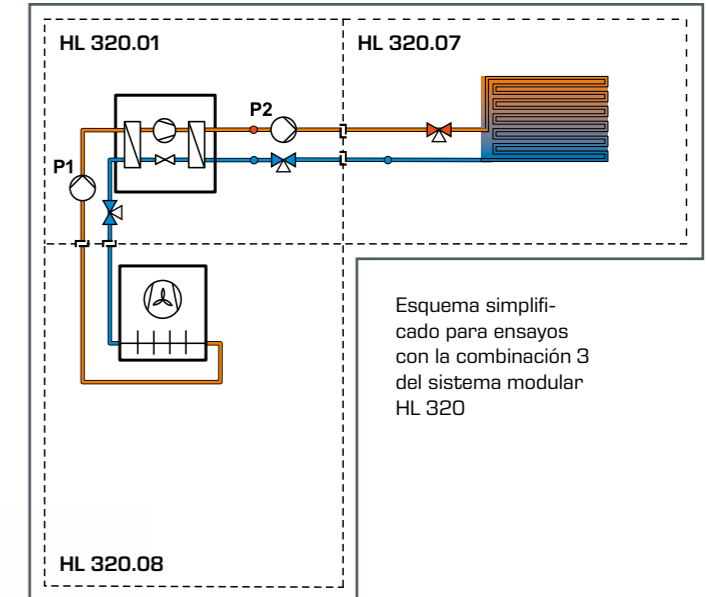 HL 320.01
HL 320.07
P2
P1
Esquema simplifi-
cado para ensayos
con la combinación 3
del sistema modular
HL 320
HL 320.08